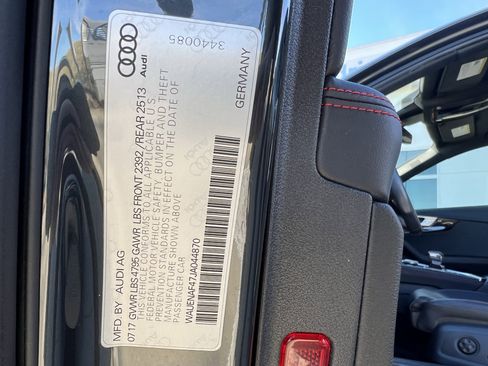 Audi
3440085
MFD. BY AUDI AG GERMANY
0717 GVWR LBS 4795 GAWR LBS FRONT 2392 / REAR 2513
THIS VEHICLE CONFORMS TO ALL APPLICABLE U.S.
FEDERAL MOTOR VEHICLE SAFETY, BUMPER AND THEFT
PREVENTION STANDARDS IN EFFECT ON THE DATE OF
MANUFACTURE SHOWN ABOVE
PASSENGER CAR
WAUENAF47JA044870